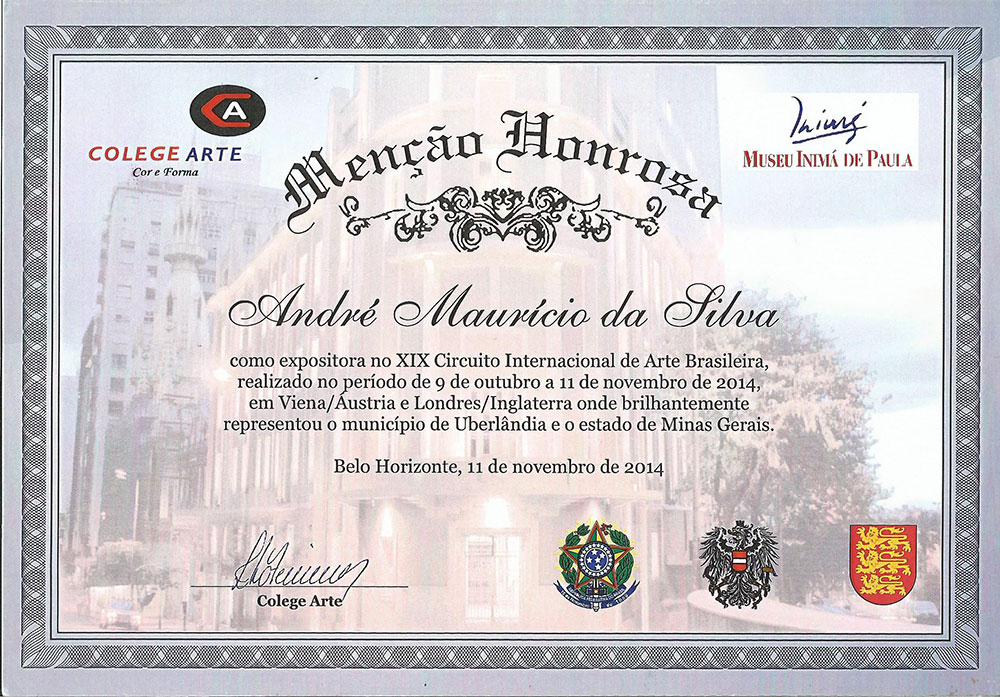 CA
COLEGE ARTE
Cor e Forma
Menção Honrosa
Inimá
MUSEU INIMÁ DE PAULA
André Maurício da Silva
como expositora no XIX Circuito Internacional de Arte Brasileira,
realizado no período de 9 de outubro a 11 de novembro de 2014,
em Viena/Áustria e Londres/Inglaterra onde brilhantemente
representou o município de Uberlândia e o estado de Minas Gerais.
Belo Horizonte, 11 de novembro de 2014
Colege Arte